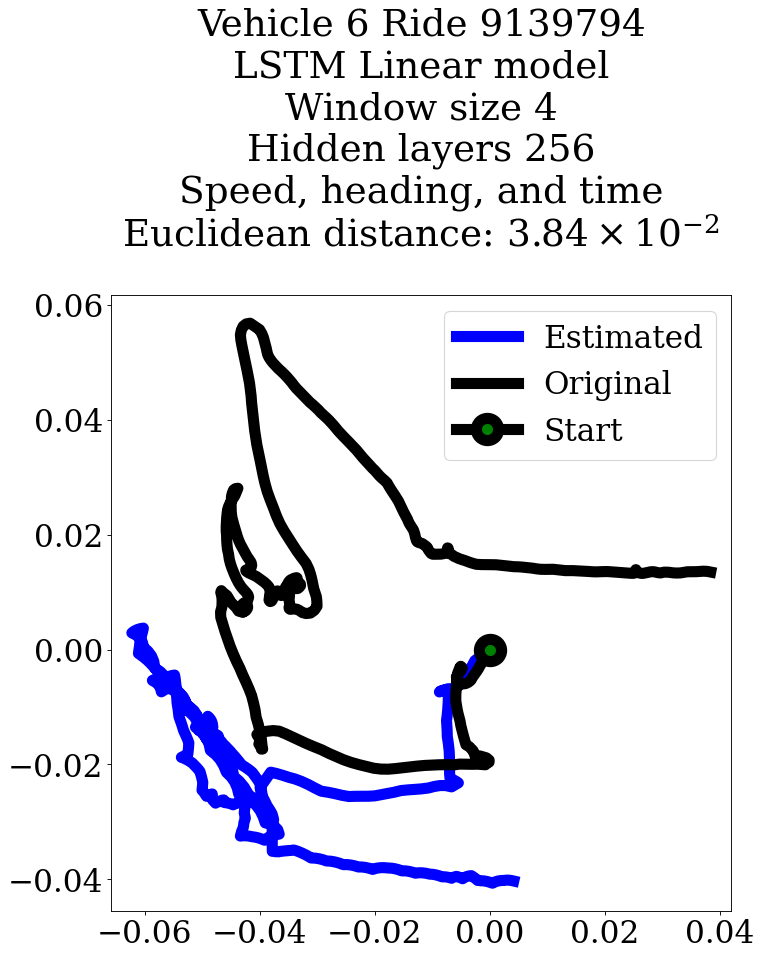 Vehicle 6 Ride 9139794
LSTM Linear model
Window size 4
Hidden layers 256
Speed, heading, and time
Euclidean distance: 3.84 × 10⁻²
Estimated
Original
Start
0.06
0.04
0.02
0.00
−0.02
−0.04
−0.06 −0.04 −0.02 0.00 0.02 0.04